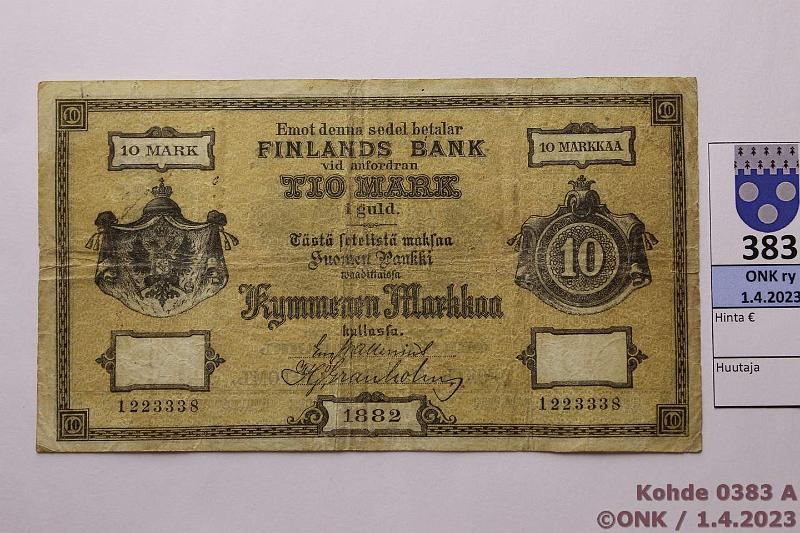 10
10
10 MARK
Emot denna sedel betalar
10 MARKKAA
FINLANDS BANK
vid anfordran
TIO MARK
i guld.
Tästä setelistä maksaa
Suomen Pankki
waadittaissa
10
Kymmenen Markkaa
kullassa.
1223338
1223338
1882
10
10
383
ONK ry
1.4.2023
Hinta €
Huutaja
Kohde 0383 A
©ONK / 1.4.2023